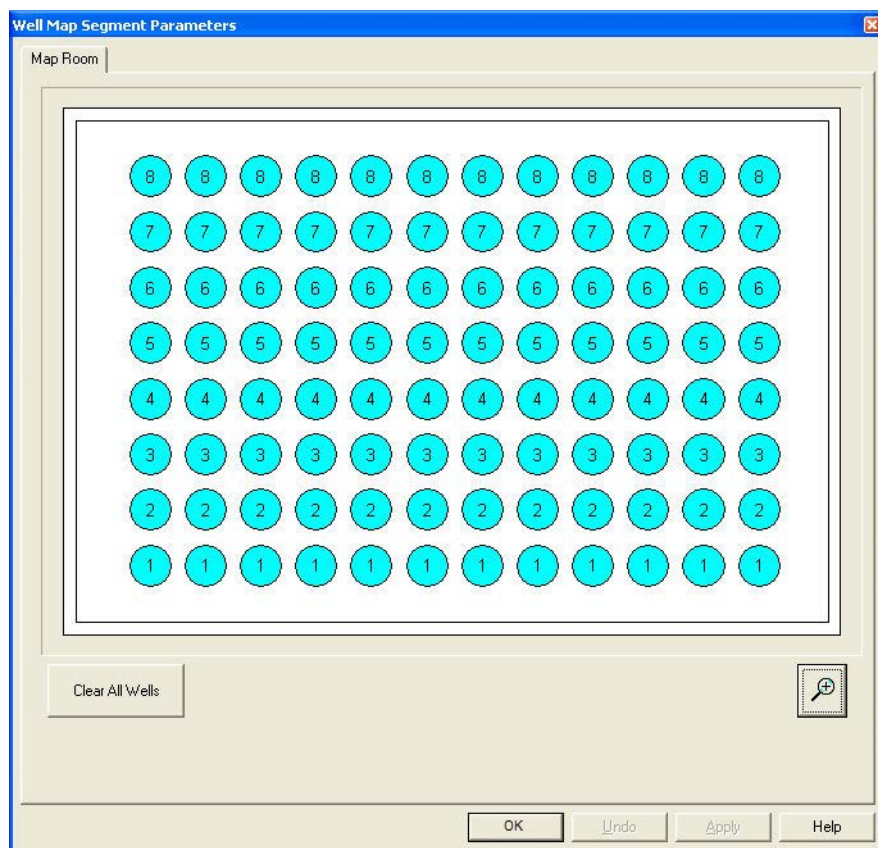 Well Map Segment Parameters
Map Room
8 8 8 8 8 8 8 8 8 8 8 8
7 7 7 7 7 7 7 7 7 7 7 7
6 6 6 6 6 6 6 6 6 6 6 6
5 5 5 5 5 5 5 5 5 5 5 5
4 4 4 4 4 4 4 4 4 4 4 4
3 3 3 3 3 3 3 3 3 3 3 3
2 2 2 2 2 2 2 2 2 2 2 2
1 1 1 1 1 1 1 1 1 1 1 1
Clear All Wells
OK Undo Apply Help